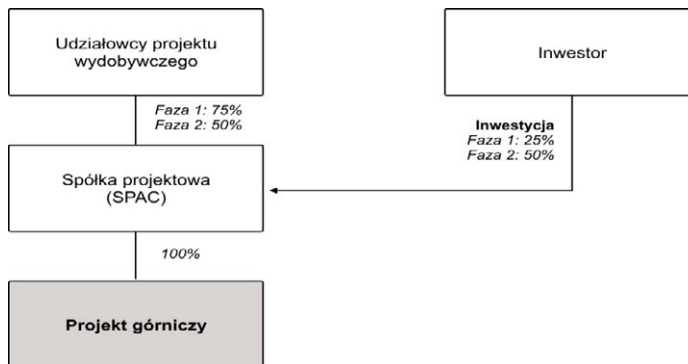 Udziałowcy projektu
wydobywczego
Inwestor
Faza 1: 75%
Faza 2: 50%
Inwestycja
Faza 1: 25%
Faza 2: 50%
Spółka projektowa
(SPAC)
100%
Projekt górniczy